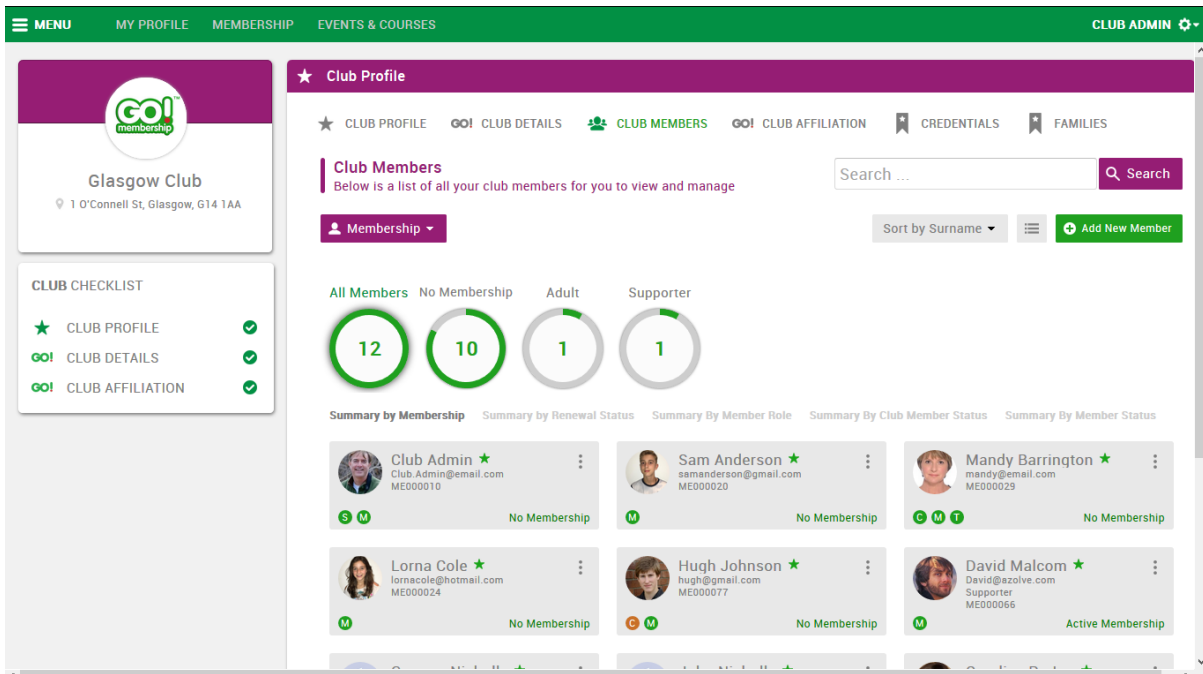 MENU MY PROFILE MEMBERSHIP EVENTS & COURSES CLUB ADMIN
GO!™
membership
Glasgow Club
1 O'Connell St, Glasgow, G14 1AA
CLUB CHECKLIST
CLUB PROFILE
GO! CLUB DETAILS
GO! CLUB AFFILIATION
Club Profile
CLUB PROFILE GO! CLUB DETAILS CLUB MEMBERS GO! CLUB AFFILIATION CREDENTIALS FAMILIES
Club Members
Below is a list of all your club members for you to view and manage
Search ... Search
Membership Sort by Surname Add New Member
All Members No Membership Adult Supporter
12 10 1 1
Summary by Membership Summary by Renewal Status Summary By Member Role Summary By Club Member Status Summary By Member Status
Club Admin
Club.Admin@email.com
ME000010
S M No Membership
Sam Anderson
samanderson@gmail.com
ME000020
M No Membership
Mandy Barrington
mandy@email.com
ME000029
C M T No Membership
Lorna Cole
lornacole@hotmail.com
ME000024
M No Membership
Hugh Johnson
hugh@gmail.com
ME000077
C M No Membership
David Malcom
David@azolve.com
Supporter
ME000066
M Active Membership